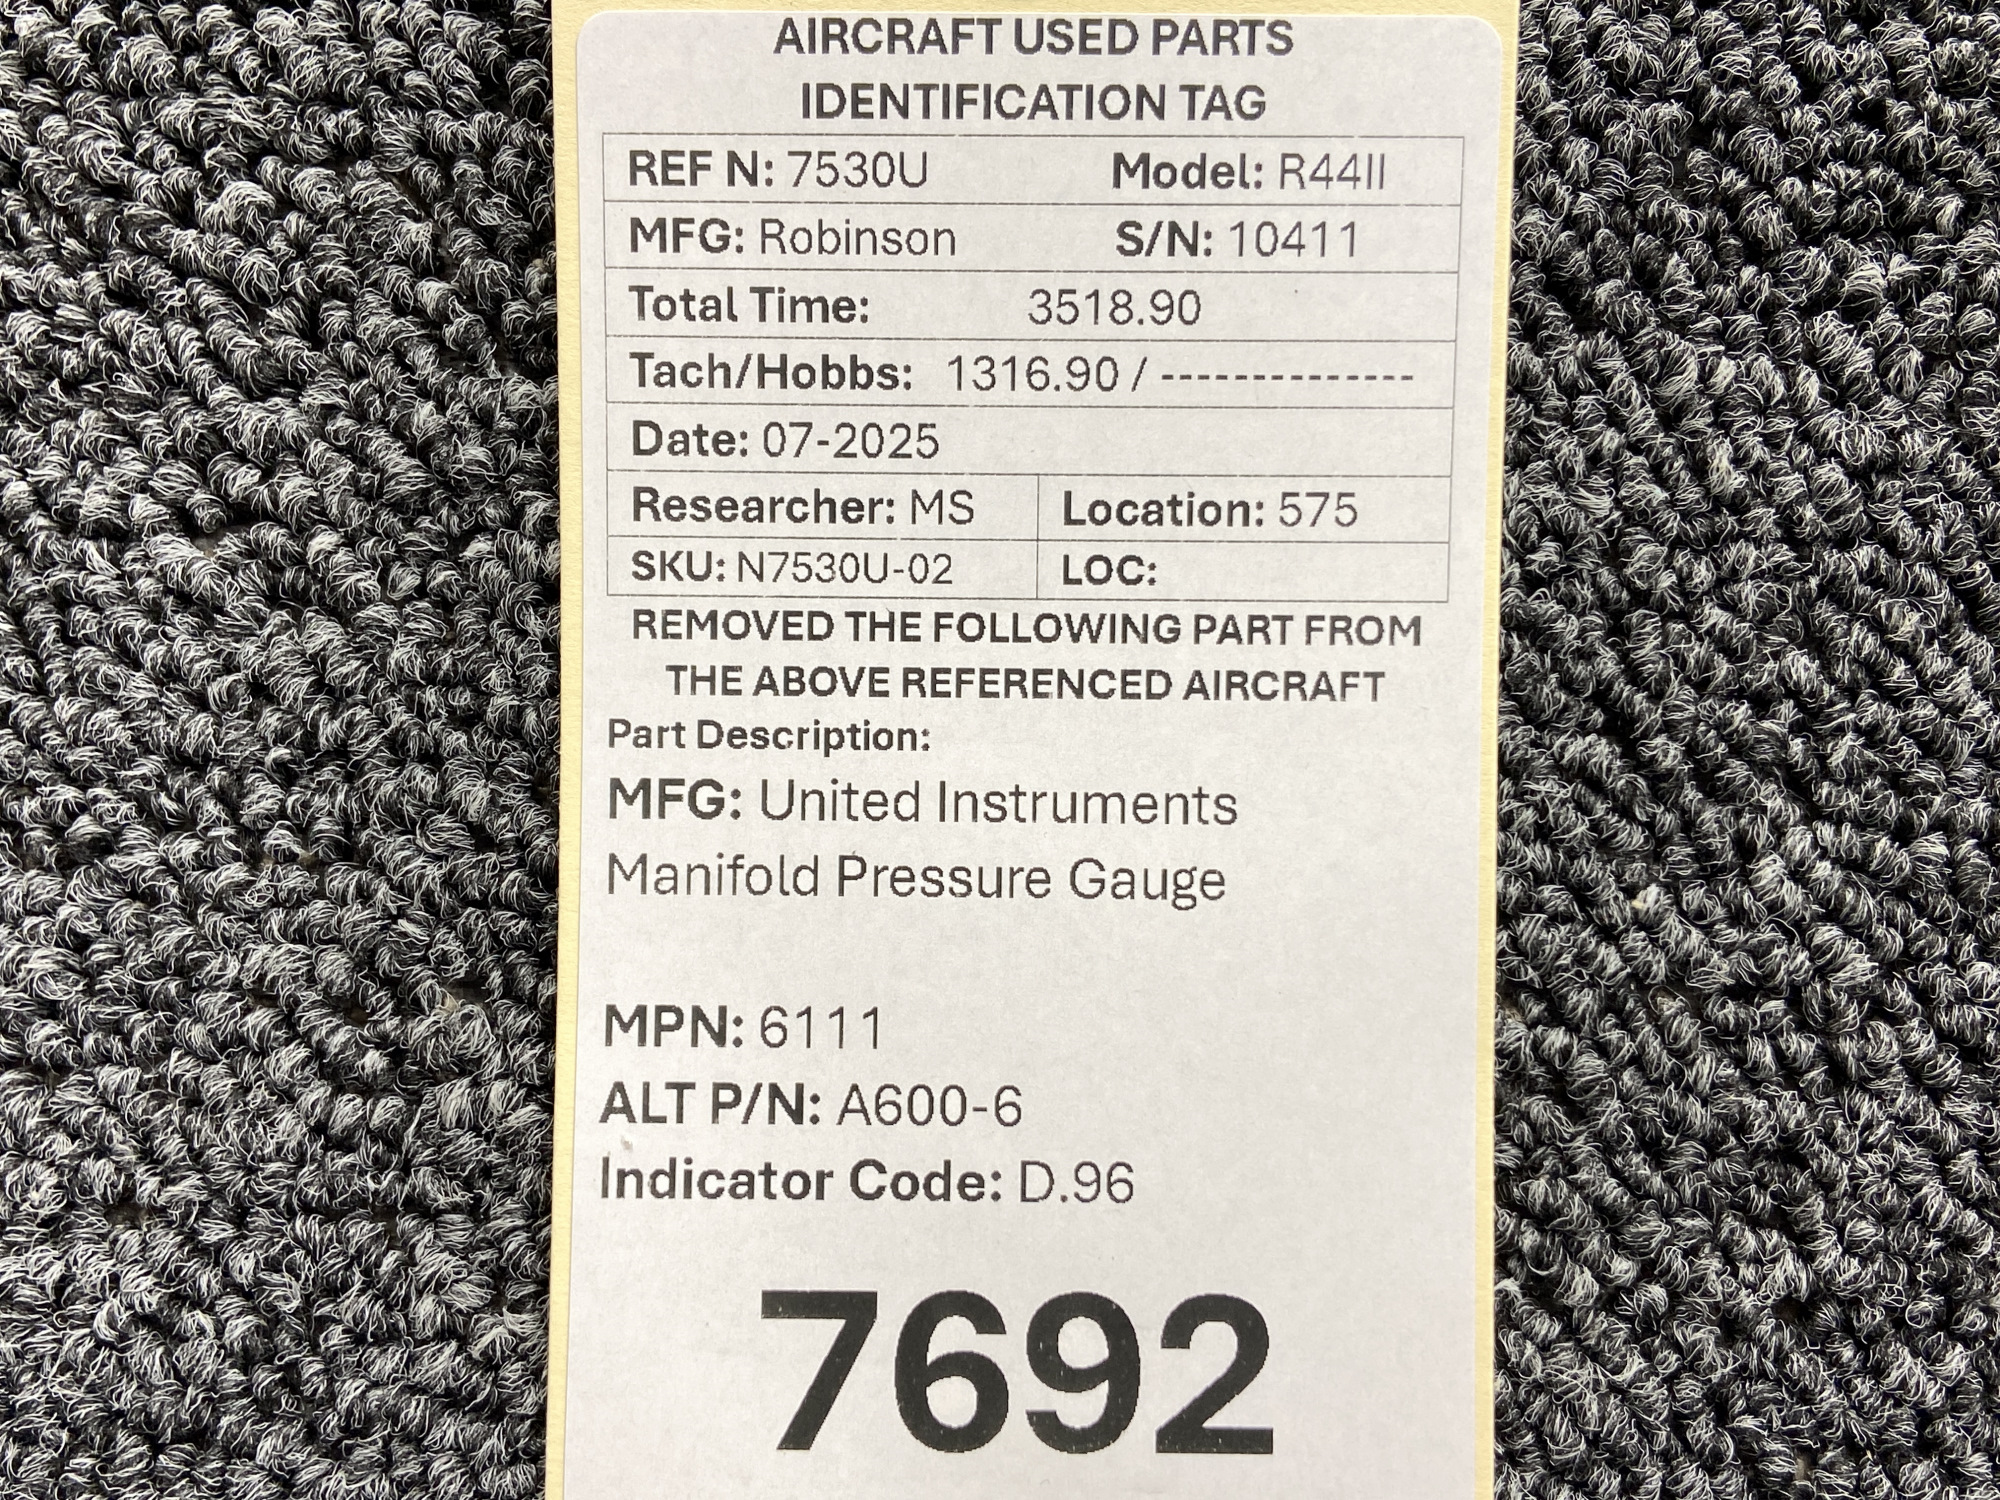 AIRCRAFT USED PARTS
IDENTIFICATION TAG
REF N: 7530U Model: R44II
MFG: Robinson S/N: 10411
Total Time: 3518.90
Tach/Hobbs: 1316.90 / --------------
Date: 07-2025
Researcher: MS Location: 575
SKU: N7530U-02 LOC:
REMOVED THE FOLLOWING PART FROM
THE ABOVE REFERENCED AIRCRAFT
Part Description:
MFG: United Instruments
Manifold Pressure Gauge
MPN: 6111
ALT P/N: A600-6
Indicator Code: D.96
7692